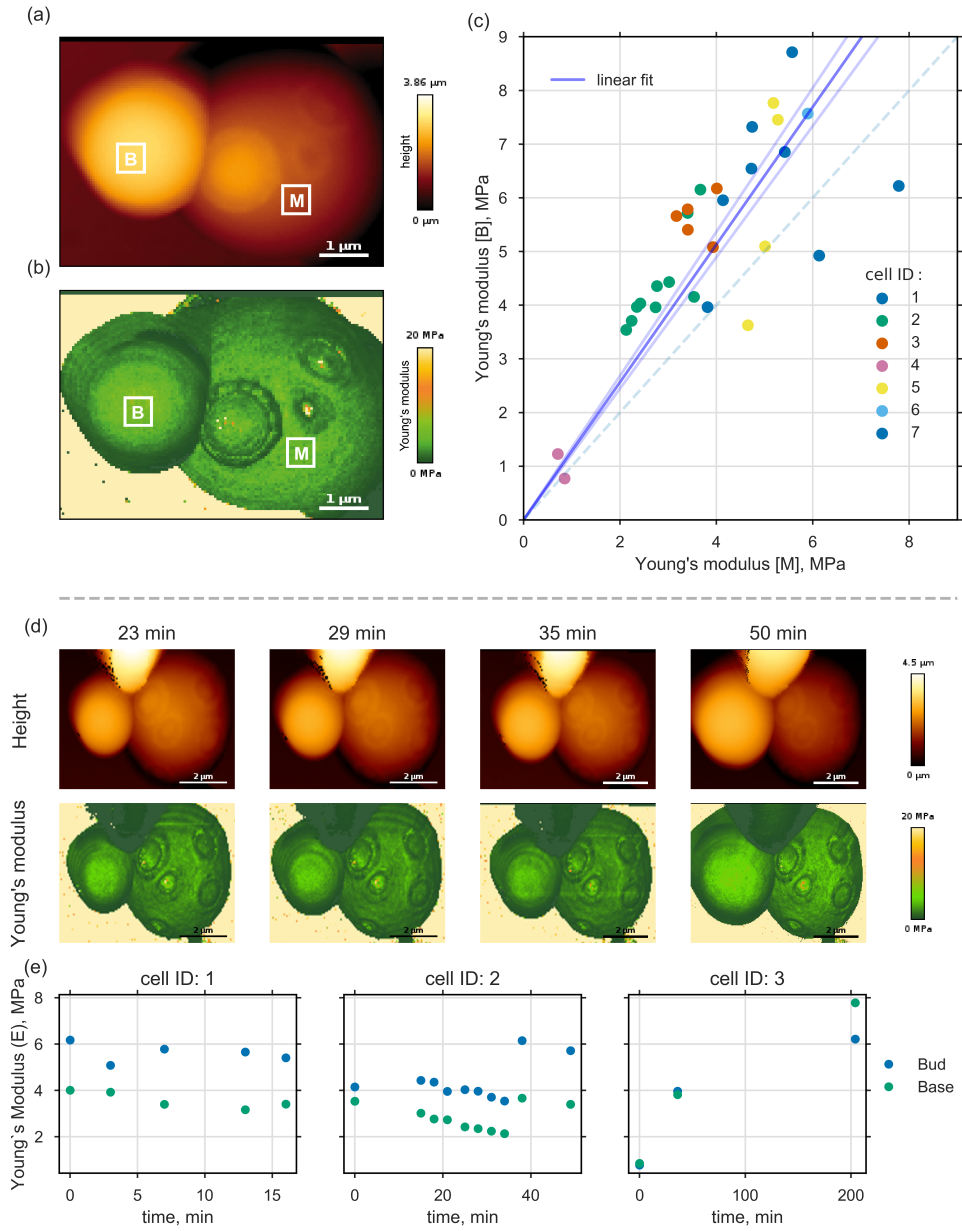 (a)
B
M
1 µm
3.86 µm
height
0 µm
(b)
B
M
1 µm
20 MPa
Young's modulus
0 MPa
(c)
9
8
7
6
5
4
3
2
1
0
Young's modulus [B], MPa
linear fit
cell ID :
1
2
3
4
5
6
7
0
2
4
6
8
Young's modulus [M], MPa
(d)
23 min
29 min
35 min
50 min
Height
2 µm
2 µm
2 µm
2 µm
4.5 µm
0 µm
Young's modulus
2 µm
2 µm
2 µm
2 µm
20 MPa
0 MPa
(e)
cell ID: 1
cell ID: 2
cell ID: 3
Young`s Modulus (E), MPa
8
6
4
2
Bud
Base
0 5 10 15
0 20 40
0 100 200
time, min
time, min
time, min